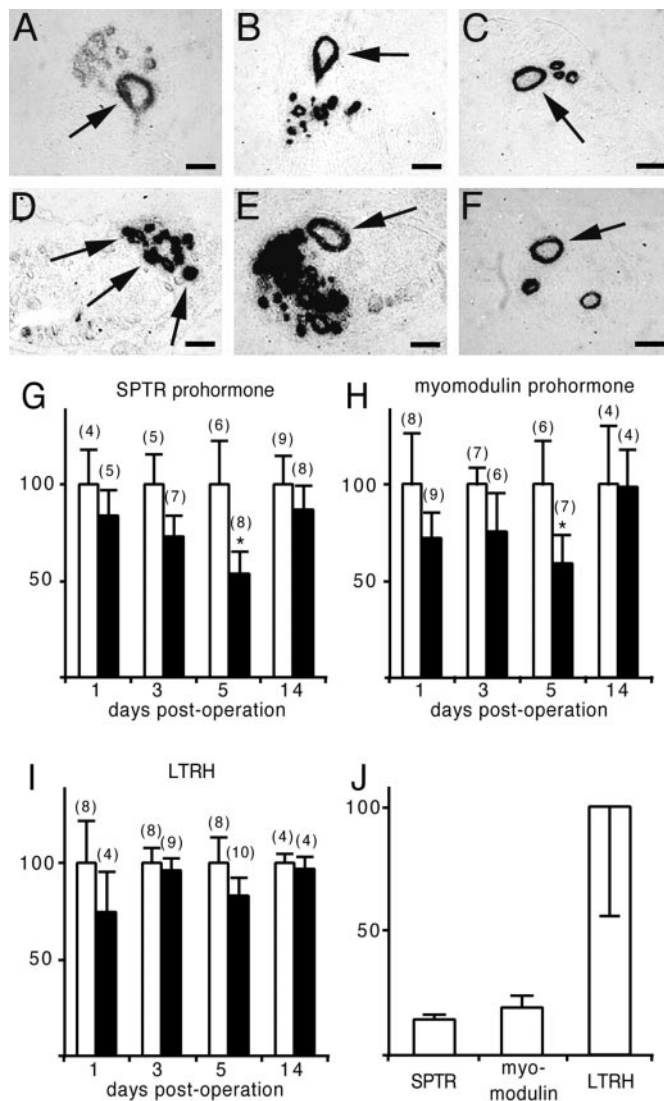 A
B
C
D
E
F
G
SPTR prohormone
(4)
(5)
(5)
(7)
(6)
(8)
*
(9)
(8)
100
50
1 3 5 14
days post-operation
H
myomodulin prohormone
(8)
(9)
(7)
(6)
(6)
(7)
*
(4)
(4)
100
50
1 3 5 14
days post-operation
I
LTRH
(8)
(4)
(8)
(9)
(8)
(10)
(4)
(4)
100
50
1 3 5 14
days post-operation
J
100
50
SPTR
myo-
modulin
LTRH